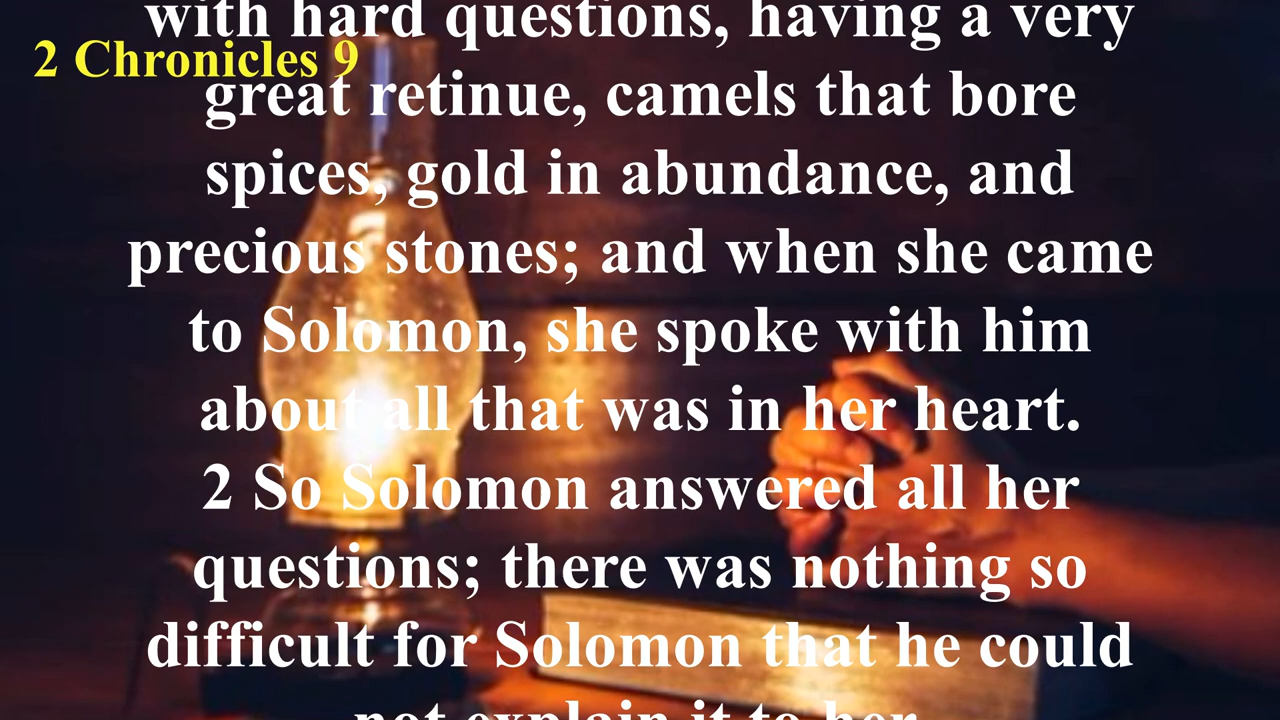 with hard questions, having a very
2 Chronicles 9
great retinue, camels that bore
spices, gold in abundance, and
precious stones; and when she came
to Solomon, she spoke with him
about all that was in her heart.
2 So Solomon answered all her
questions; there was nothing so
difficult for Solomon that he could
not explain it to her.